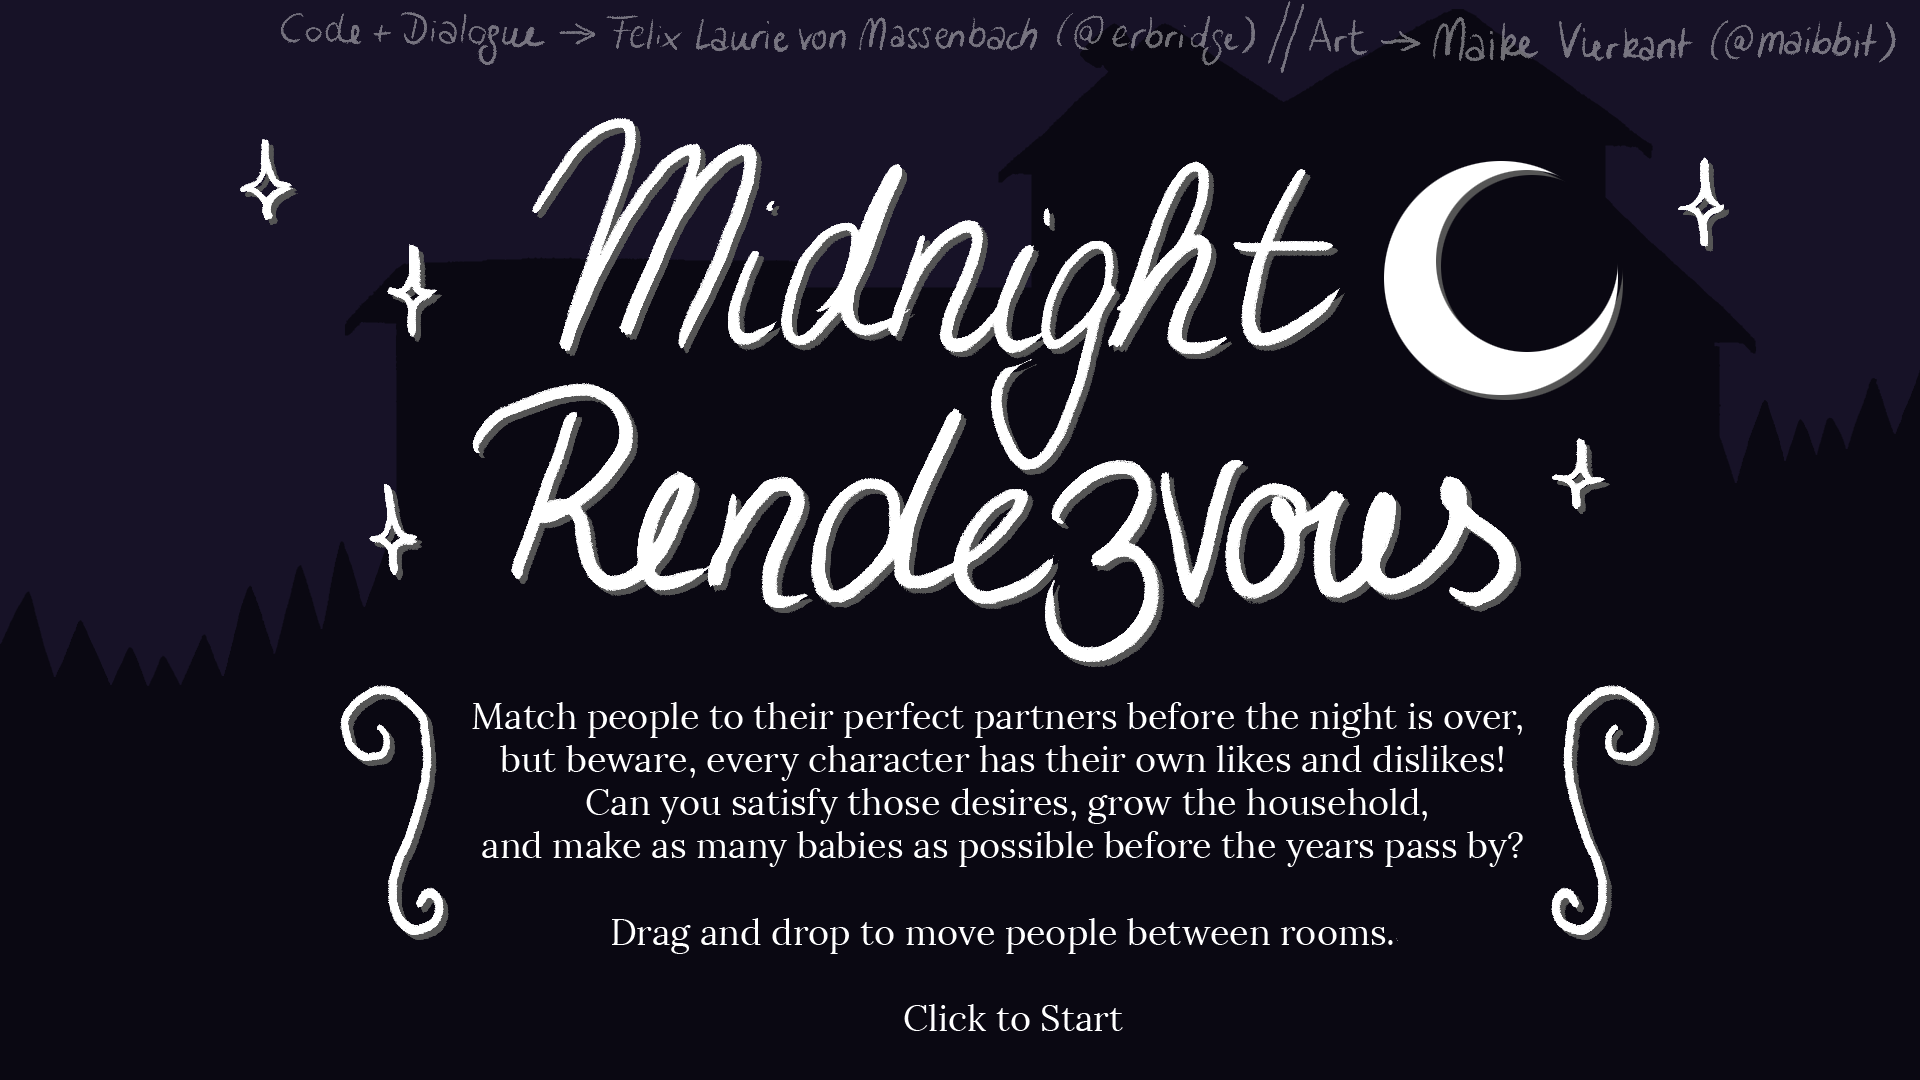 Code + Dialogue → Felix Laurie von Massenbach (@erbridge) // Art → Maike Vierkant (@maibbit)
Midnight
Rendezvous
Match people to their perfect partners before the night is over,
but beware, every character has their own likes and dislikes!
Can you satisfy those desires, grow the household,
and make as many babies as possible before the years pass by?
Drag and drop to move people between rooms.
Click to Start